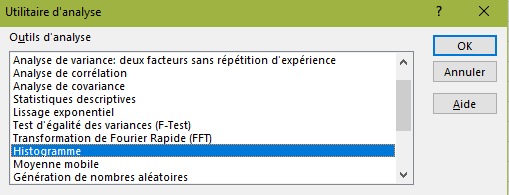 Utilitaire d'analyse
?
Outils d'analyse
Analyse de variance: deux facteurs sans répétition d'expérience
Analyse de corrélation
Analyse de covariance
Statistiques descriptives
Lissage exponentiel
Test d'égalité des variances (F-Test)
Transformation de Fourier Rapide (FFT)
Histogramme
Moyenne mobile
Génération de nombres aléatoires
OK
Annuler
Aide